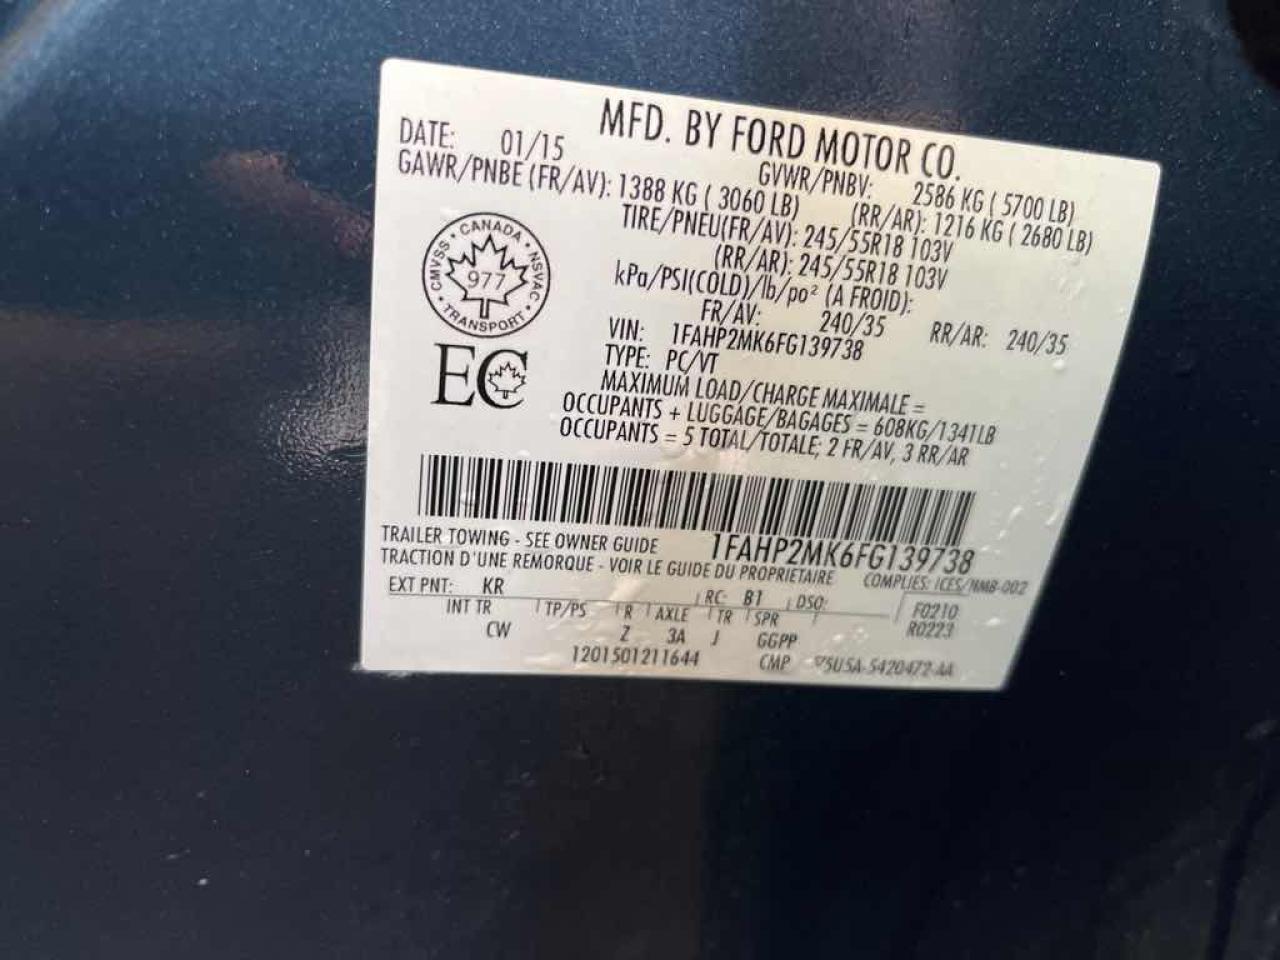 MFD. BY FORD MOTOR CO.
DATE: 01/15 GVWR/PNBV: 2586 KG ( 5700 LB)
GAWR/PNBE (FR/AV): 1388 KG ( 3060 LB) (RR/AR): 1216 KG ( 2680 LB)
TIRE/PNEU(FR/AV): 245/55R18 103V
(RR/AR): 245/55R18 103V
kPa/PSI(COLD)/lb/po² (A FROID):
FR/AV: 240/35 RR/AR: 240/35
VIN: 1FAHP2MK6FG139738
TYPE: PC/VT
MAXIMUM LOAD/CHARGE MAXIMALE =
OCCUPANTS + LUGGAGE/BAGAGES = 608KG/1341LB
OCCUPANTS = 5 TOTAL/TOTALE; 2 FR/AV, 3 RR/AR
CMVSS • CANADA • NSVAC • TRANSPORT •
977
EC
1FAHP2MK6FG139738
TRAILER TOWING - SEE OWNER GUIDE
TRACTION D'UNE REMORQUE - VOIR LE GUIDE DU PROPRIETAIRE
COMPLIES: ICES/NMB-002
EXT PNT: KR RC: B1 DSO: F0210
INT TR TP/PS R AXLE TR SPR R0223
CW Z 3A J GGPP
1201501211644 CMP 5U5A-5420472-AA